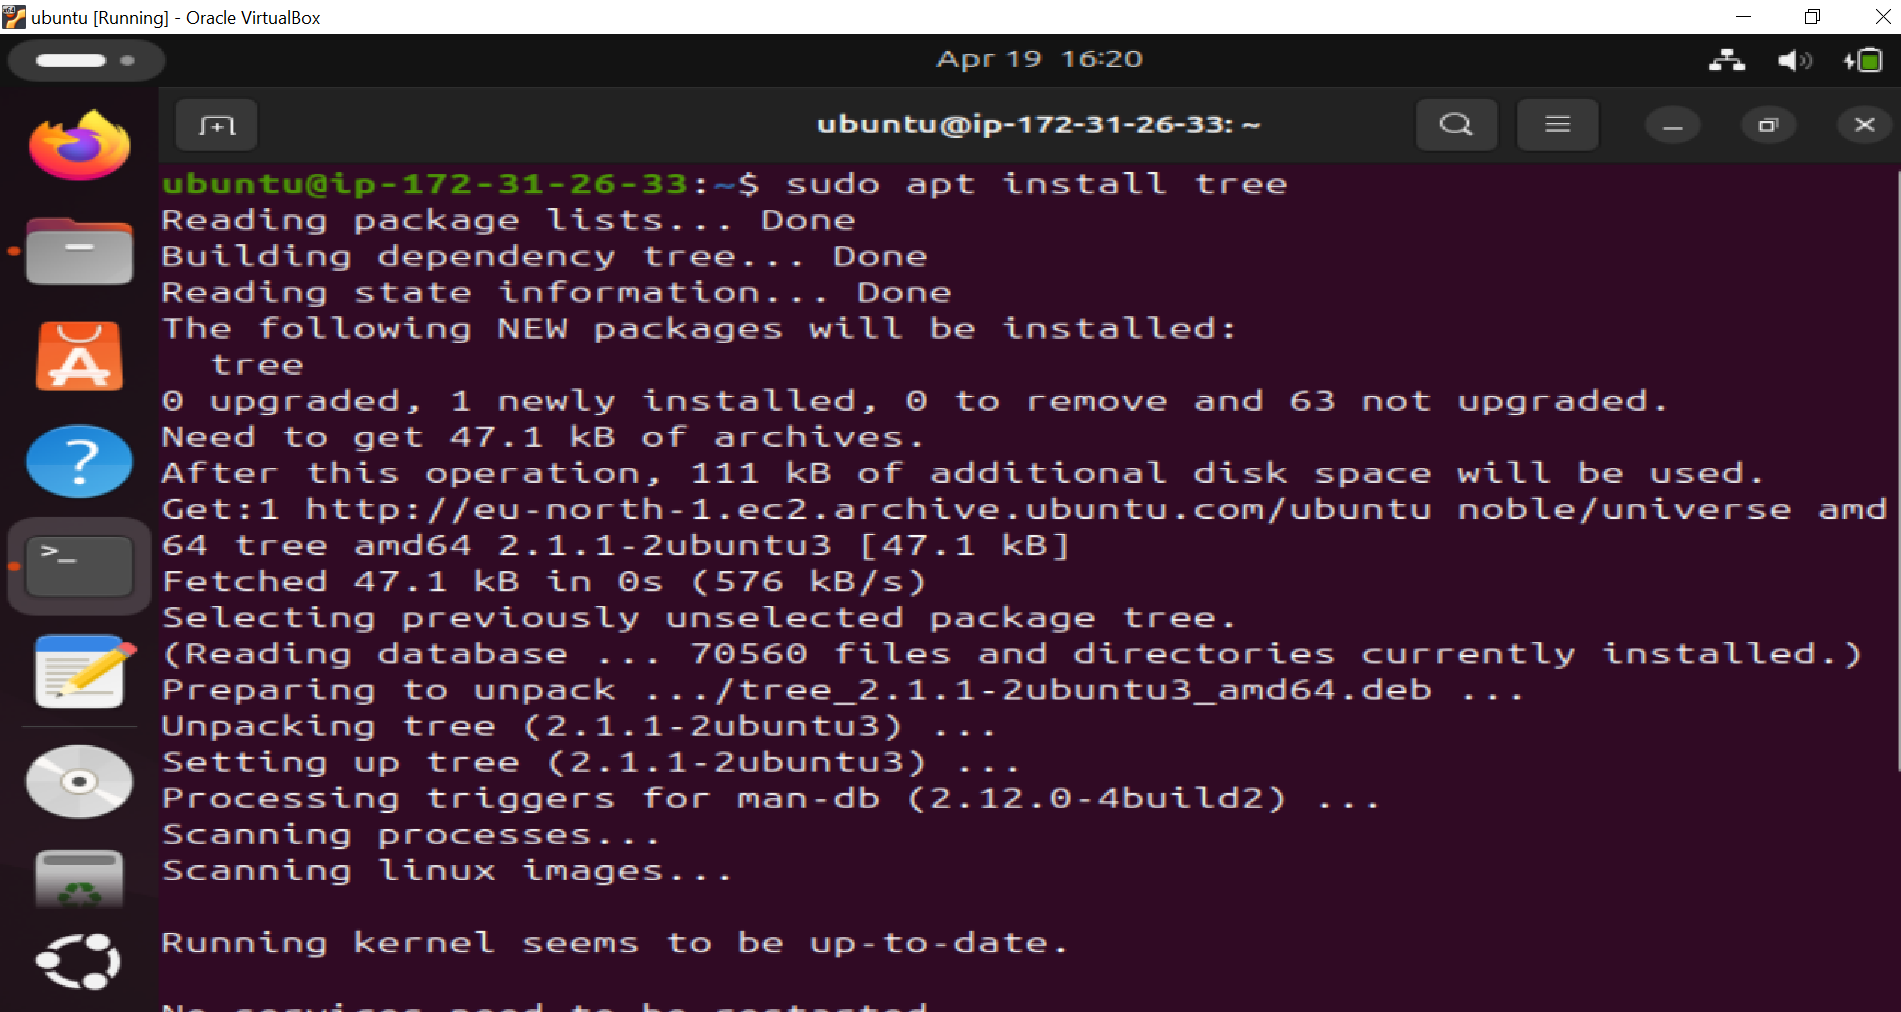 ubuntu [Running] - Oracle VirtualBox
Apr 19 16:20
ubuntu@ip-172-31-26-33: ~
ubuntu@ip-172-31-26-33:~$ sudo apt install tree
Reading package lists... Done
Building dependency tree... Done
Reading state information... Done
The following NEW packages will be installed:
  tree
0 upgraded, 1 newly installed, 0 to remove and 63 not upgraded.
Need to get 47.1 kB of archives.
After this operation, 111 kB of additional disk space will be used.
Get:1 http://eu-north-1.ec2.archive.ubuntu.com/ubuntu noble/universe amd
64 tree amd64 2.1.1-2ubuntu3 [47.1 kB]
Fetched 47.1 kB in 0s (576 kB/s)
Selecting previously unselected package tree.
(Reading database ... 70560 files and directories currently installed.)
Preparing to unpack .../tree_2.1.1-2ubuntu3_amd64.deb ...
Unpacking tree (2.1.1-2ubuntu3) ...
Setting up tree (2.1.1-2ubuntu3) ...
Processing triggers for man-db (2.12.0-4build2) ...
Scanning processes...
Scanning linux images...
Running kernel seems to be up-to-date.
No services need to be restarted.